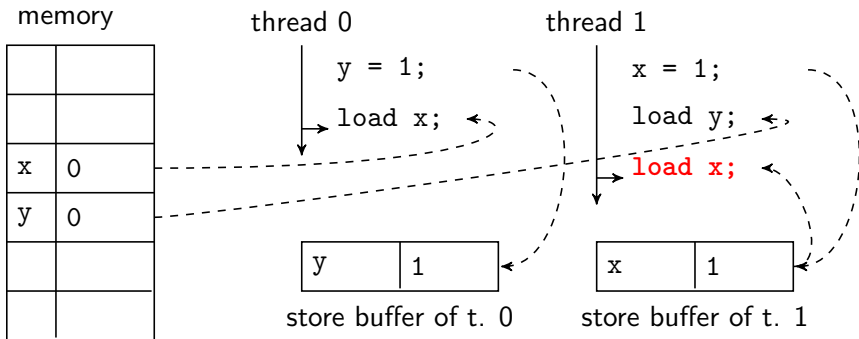 memory
thread 0
thread 1
y = 1;
x = 1;
load x;
load y;
x 0
load x;
y 0
y 1
x 1
store buffer of t. 0
store buffer of t. 1